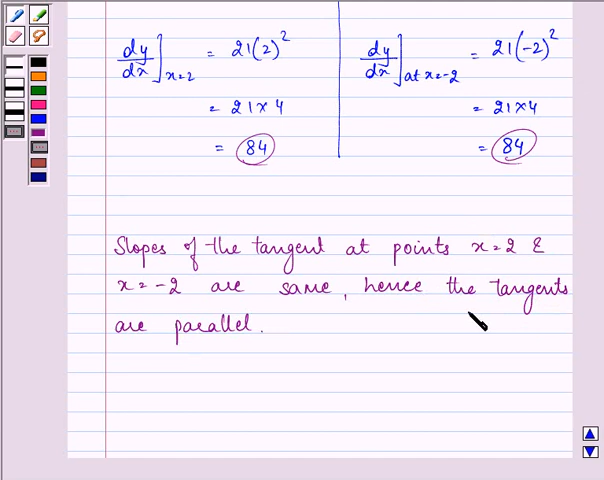 dy/dx]x=2 = 21(2)²
= 21×4
= 84
dy/dx]at x=-2 = 21(-2)²
= 21×4
= 84
Slopes of the tangent at points x=2 &
x=-2 are same, hence the tangents
are parallel.